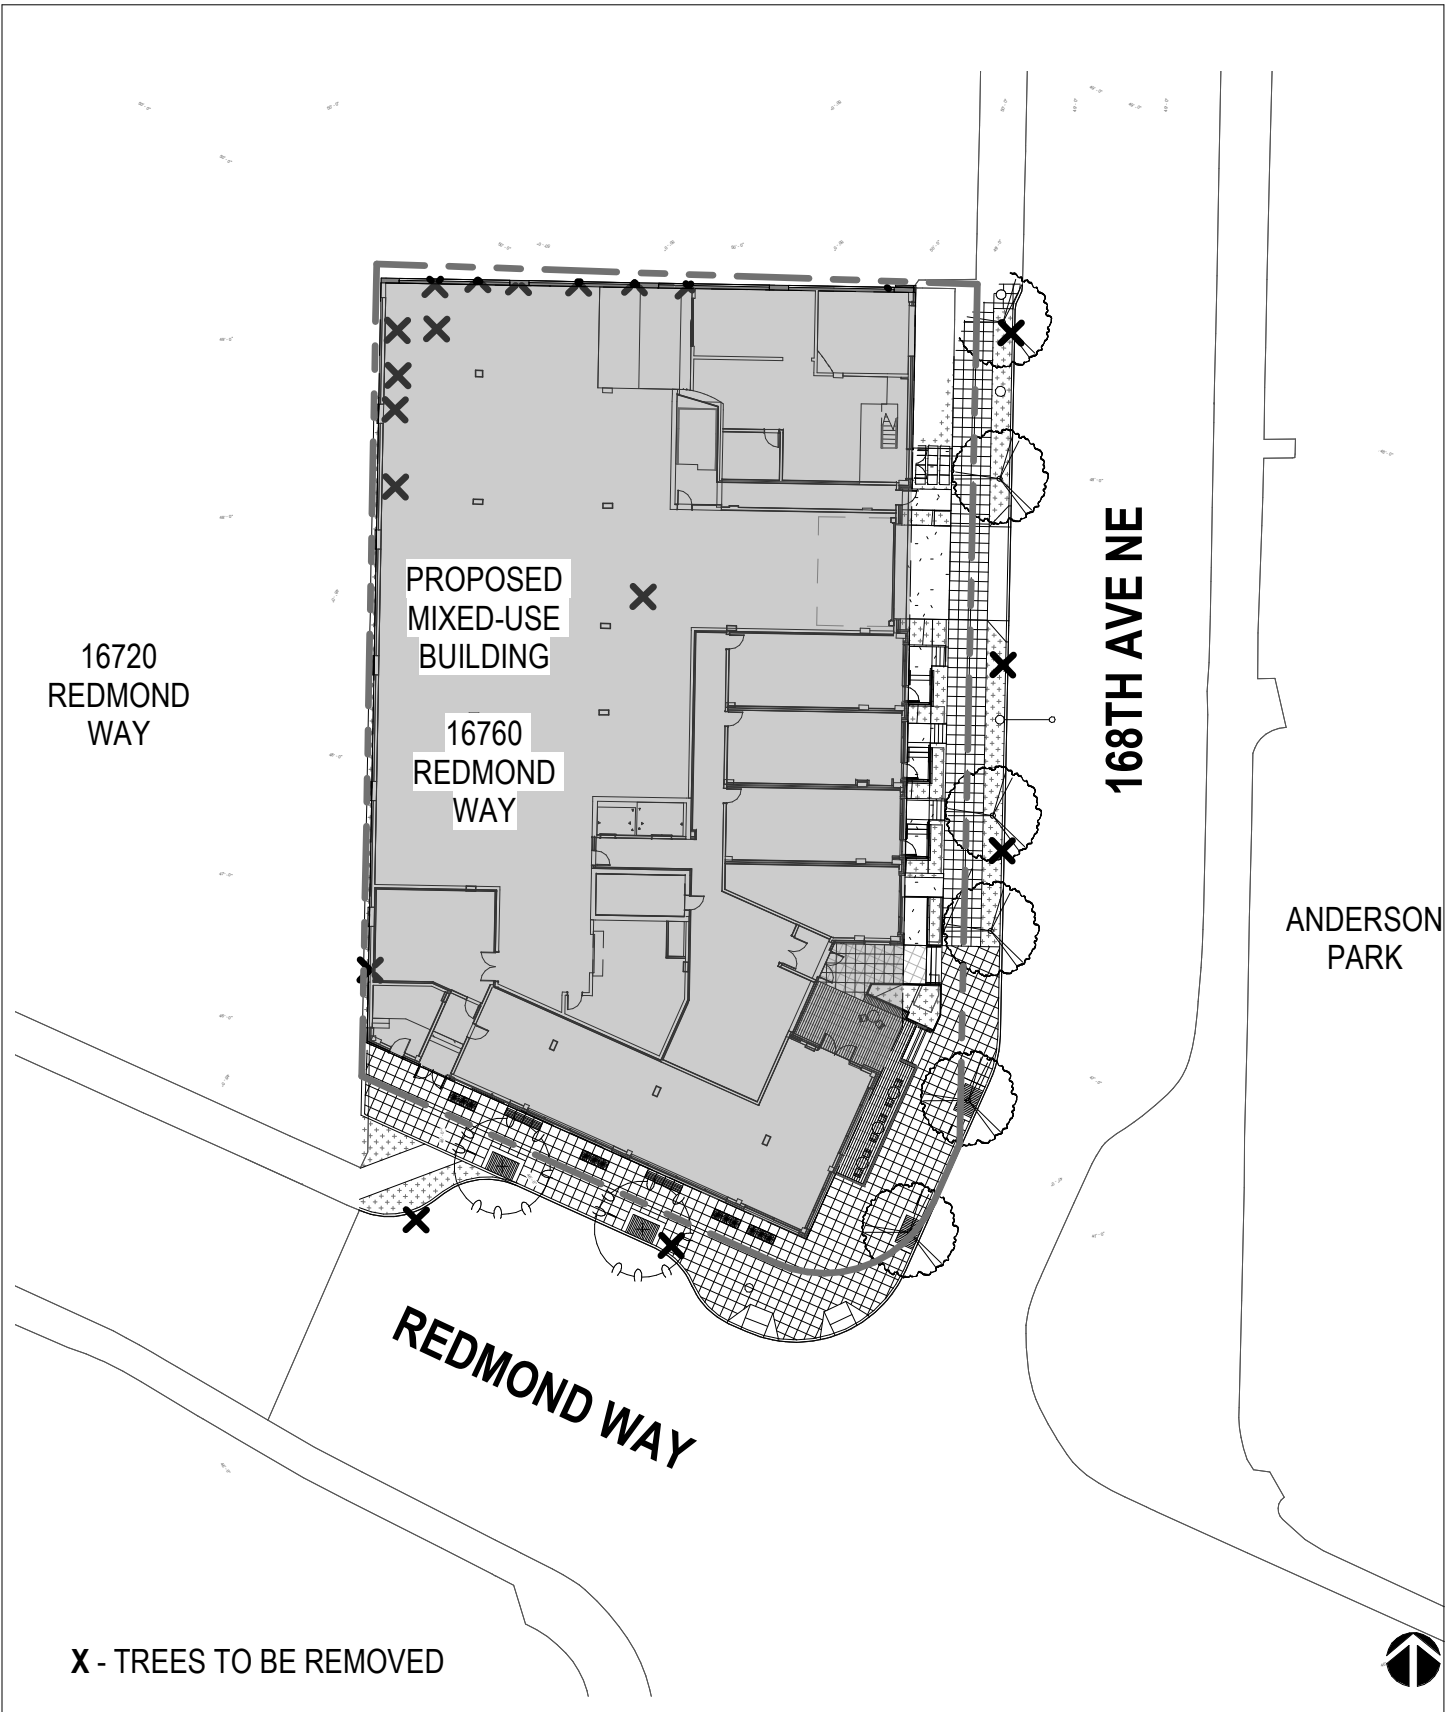 PROPOSED
MIXED-USE
BUILDING
16720
REDMOND
WAY
16760
REDMOND
WAY
168TH AVE NE
ANDERSON
PARK
REDMOND WAY
X - TREES TO BE REMOVED